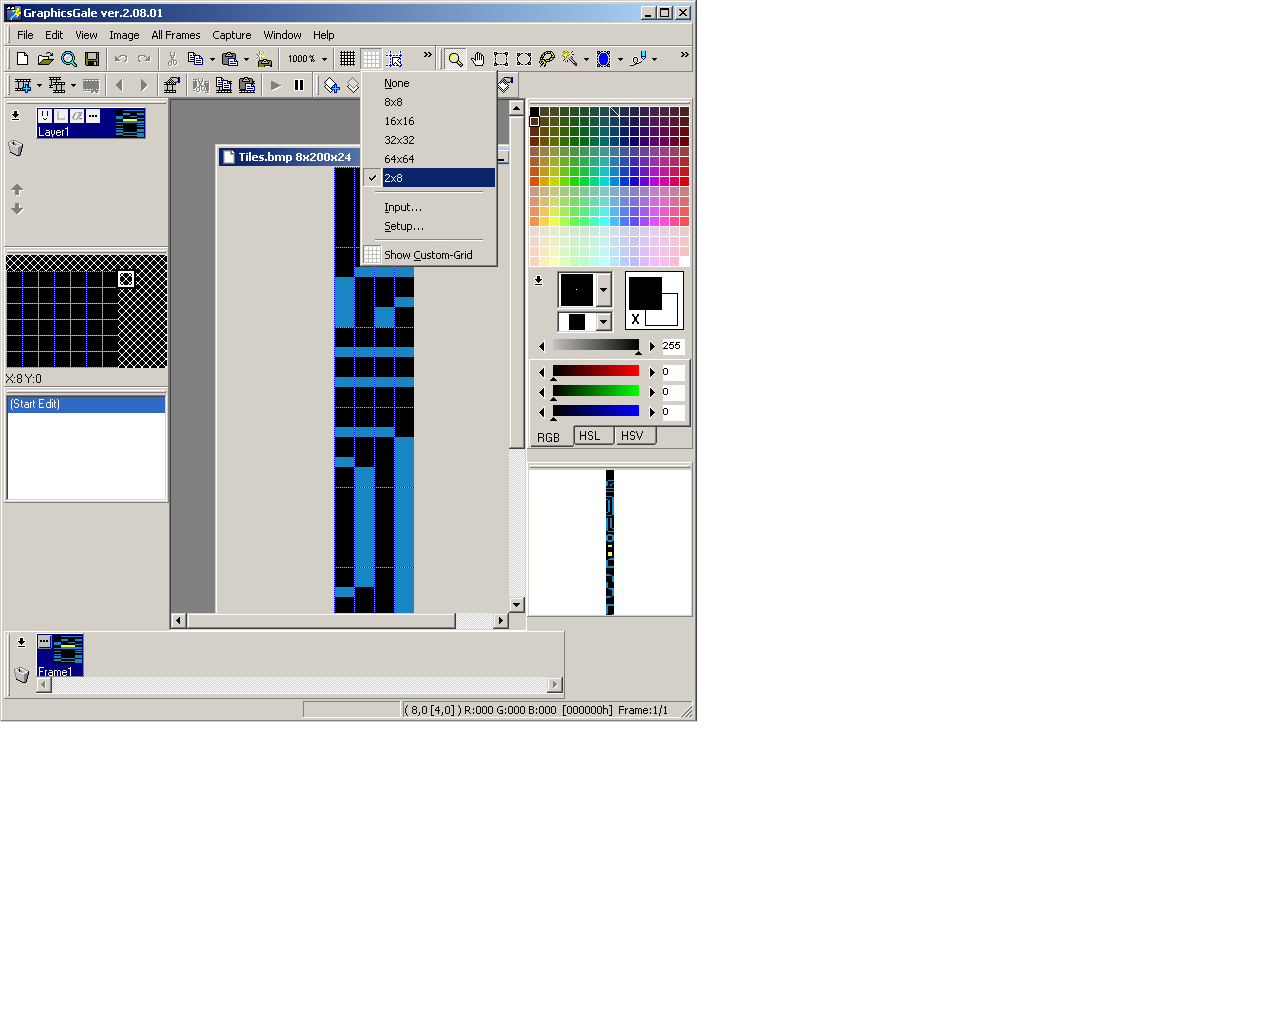 GraphicsGale ver.2.08.01
File Edit View Image All Frames Capture Window Help
1000%
None
8x8
16x16
32x32
64x64
2x8
Input...
Setup...
Show Custom-Grid
Layer1
Tiles.bmp 8x200x24
X:8 Y:0
(Start Edit)
X
255
0
0
0
RGB HSL HSV
Frame1
( 8,0 [4,0] ) R:000 G:000 B:000 [000000h] Frame:1/1